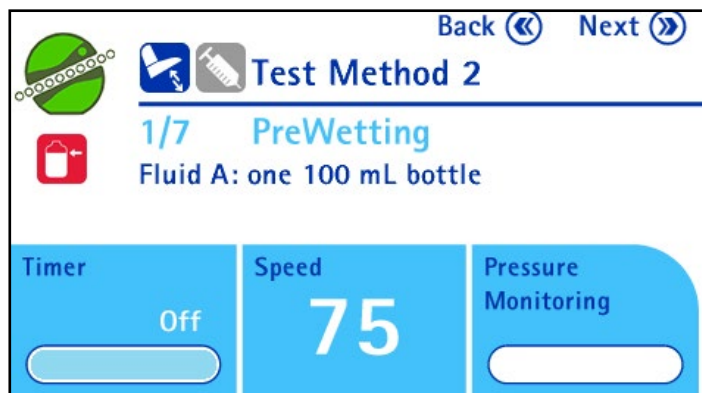 Back Next
Test Method 2
1/7 PreWetting
Fluid A: one 100 mL bottle
Timer
Off
Speed
75
Pressure
Monitoring